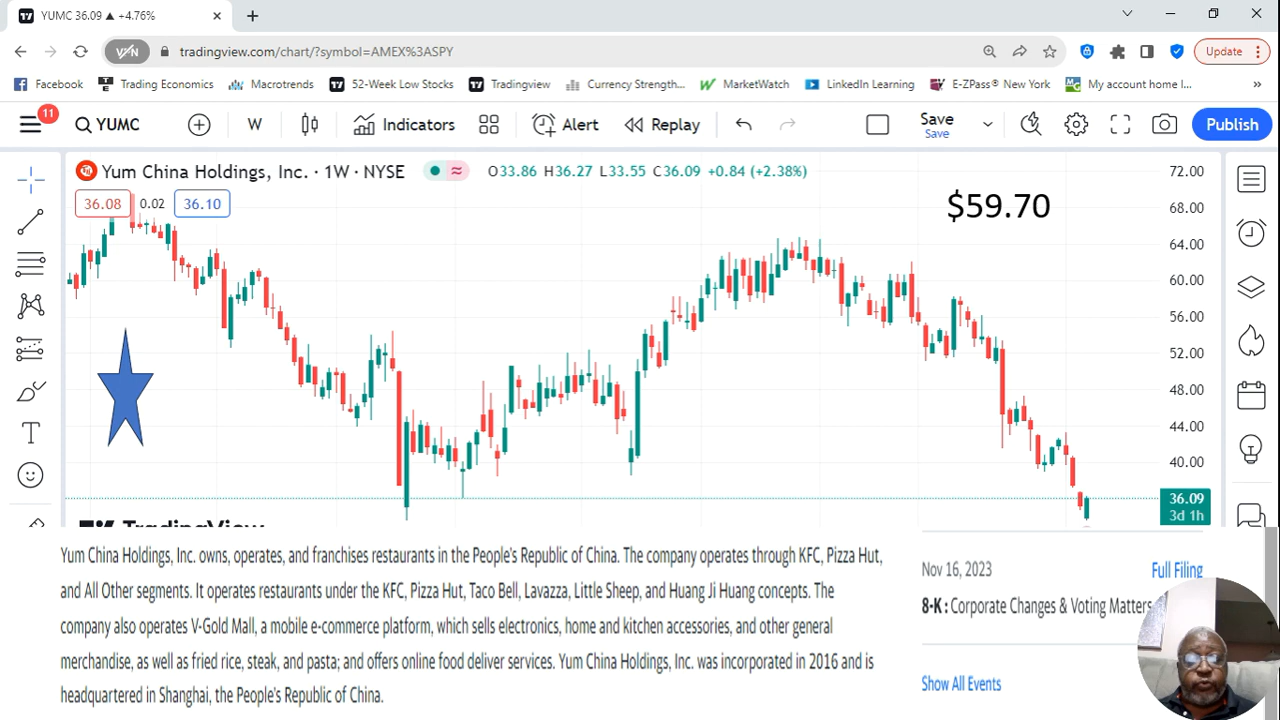 YUMC 36.09 ▲ +4.76%
tradingview.com/chart/?symbol=AMEX%3ASPY
Update
Facebook
Trading Economics
Macrotrends
52-Week Low Stocks
Tradingview
Currency Strength...
MarketWatch
LinkedIn Learning
E-ZPass® New York
My account home l...
»
11
YUMC
W
Indicators
Alert
Replay
Save
Save
Publish
Yum China Holdings, Inc. · 1W · NYSE
O33.86 H36.27 L33.55 C36.09 +0.84 (+2.38%)
36.08
0.02
36.10
$59.70
72.00
68.00
64.00
60.00
56.00
52.00
48.00
44.00
40.00
36.09
3d 1h
TradingView
Yum China Holdings, Inc. owns, operates, and franchises restaurants in the People's Republic of China. The company operates through KFC, Pizza Hut,
and All Other segments. It operates restaurants under the KFC, Pizza Hut, Taco Bell, Lavazza, Little Sheep, and Huang Ji Huang concepts. The
company also operates V-Gold Mall, a mobile e-commerce platform, which sells electronics, home and kitchen accessories, and other general
merchandise, as well as fried rice, steak, and pasta; and offers online food deliver services. Yum China Holdings, Inc. was incorporated in 2016 and is
headquartered in Shanghai, the People's Republic of China.
Nov 16, 2023
Full Filing
8-K : Corporate Changes & Voting Matters
Show All Events